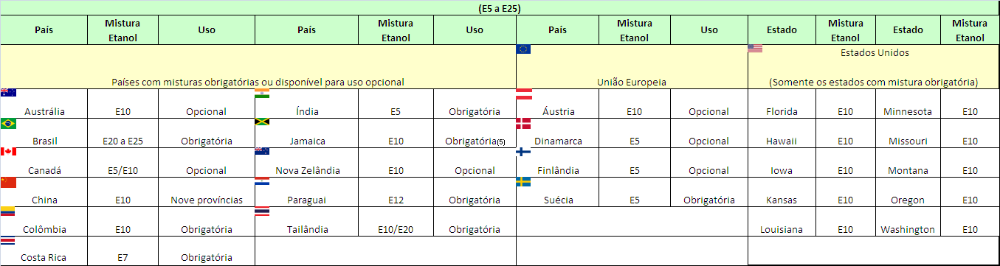 (E5 a E25)
País Mistura Etanol Uso País Mistura Etanol Uso País Mistura Etanol Uso Estado Mistura Etanol Estado Mistura Etanol
Países com misturas obrigatórias ou disponível para uso opcional
União Europeia
Estados Unidos
(Somente os estados com mistura obrigatória)
Austrália E10 Opcional Índia E5 Obrigatória Áustria E10 Opcional Florida E10 Minnesota E10
Brasil E20 a E25 Obrigatória Jamaica E10 Obrigatória(5) Dinamarca E5 Opcional Hawaii E10 Missouri E10
Canadá E5/E10 Opcional Nova Zelândia E10 Opcional Finlândia E5 Opcional Iowa E10 Montana E10
China E10 Nove províncias Paraguai E12 Obrigatória Suécia E5 Obrigatória Kansas E10 Oregon E10
Colômbia E10 Obrigatória Tailândia E10/E20 Obrigatória Louisiana E10 Washington E10
Costa Rica E7 Obrigatória